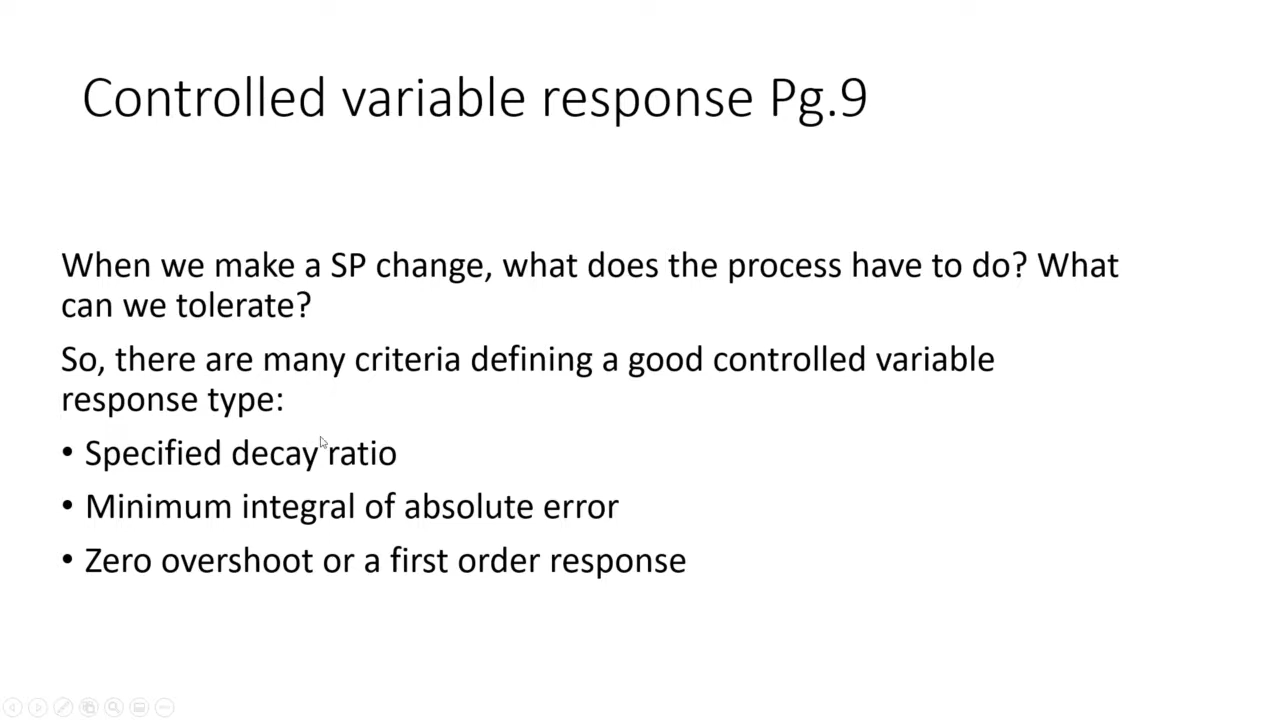 Controlled variable response Pg.9
When we make a SP change, what does the process have to do? What
can we tolerate?
So, there are many criteria defining a good controlled variable
response type:
• Specified decay ratio
• Minimum integral of absolute error
• Zero overshoot or a first order response